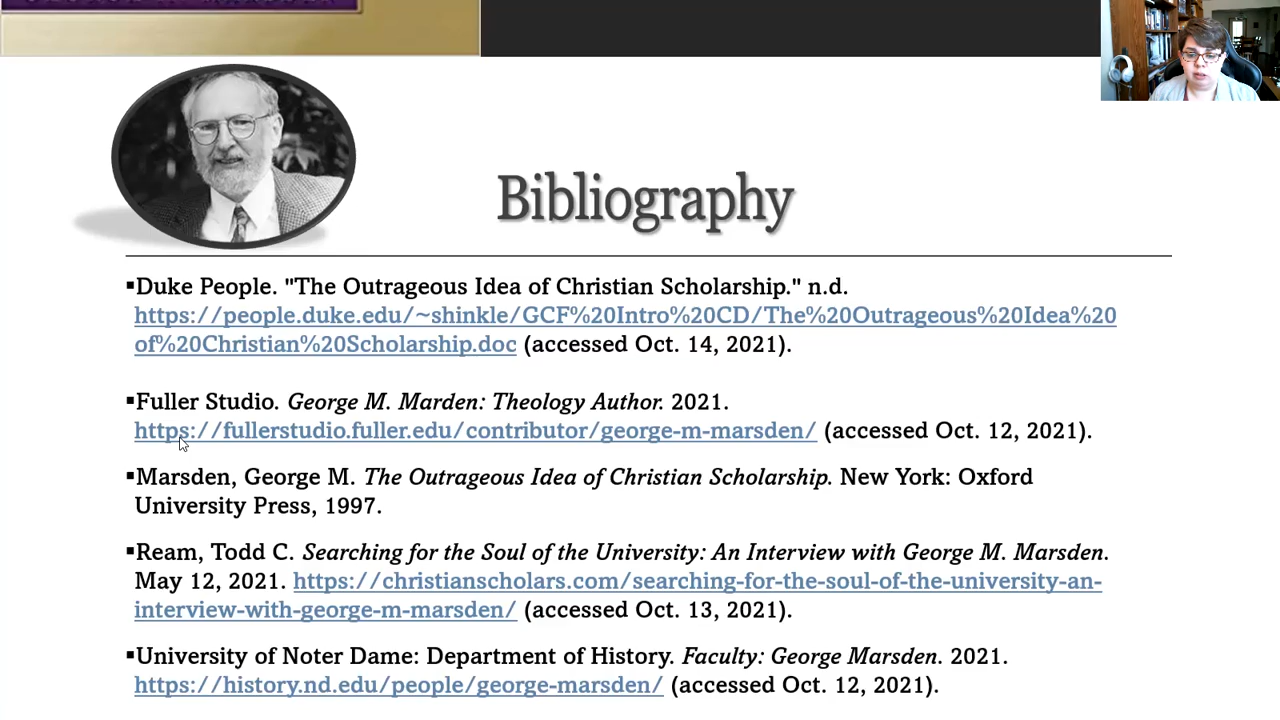 Bibliography
▪Duke People. "The Outrageous Idea of Christian Scholarship." n.d.
https://people.duke.edu/~shinkle/GCF%20Intro%20CD/The%20Outrageous%20Idea%20
of%20Christian%20Scholarship.doc (accessed Oct. 14, 2021).
▪Fuller Studio. George M. Marden: Theology Author. 2021.
https://fullerstudio.fuller.edu/contributor/george-m-marsden/ (accessed Oct. 12, 2021).
▪Marsden, George M. The Outrageous Idea of Christian Scholarship. New York: Oxford
University Press, 1997.
▪Ream, Todd C. Searching for the Soul of the University: An Interview with George M. Marsden.
May 12, 2021. https://christianscholars.com/searching-for-the-soul-of-the-university-an-
interview-with-george-m-marsden/ (accessed Oct. 13, 2021).
▪University of Noter Dame: Department of History. Faculty: George Marsden. 2021.
https://history.nd.edu/people/george-marsden/ (accessed Oct. 12, 2021).